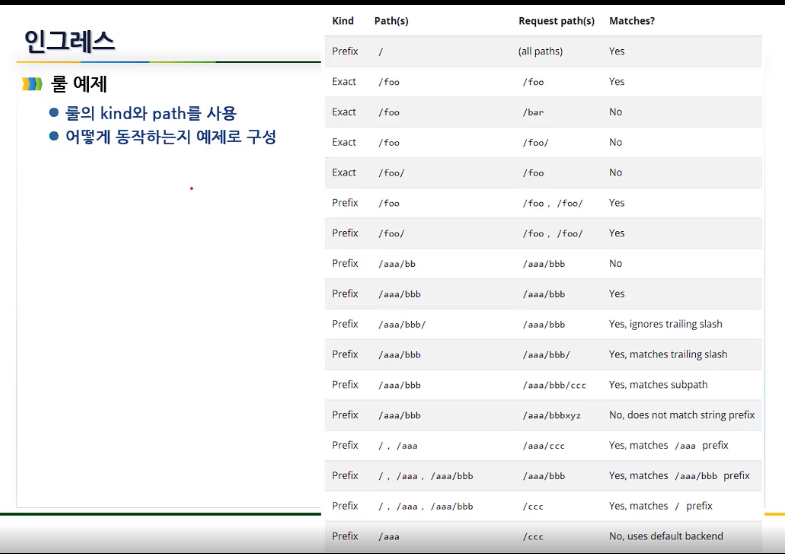 인그레스
룰 예제
룰의 kind와 path를 사용
어떻게 동작하는지 예제로 구성
Kind Path(s) Request path(s) Matches?
Prefix / (all paths) Yes
Exact /foo /foo Yes
Exact /foo /bar No
Exact /foo /foo/ No
Exact /foo/ /foo No
Prefix /foo /foo, /foo/ Yes
Prefix /foo/ /foo, /foo/ Yes
Prefix /aaa/bb /aaa/bbb No
Prefix /aaa/bbb /aaa/bbb Yes
Prefix /aaa/bbb/ /aaa/bbb Yes, ignores trailing slash
Prefix /aaa/bbb /aaa/bbb/ Yes, matches trailing slash
Prefix /aaa/bbb /aaa/bbb/ccc Yes, matches subpath
Prefix /aaa/bbb /aaa/bbbxyz No, does not match string prefix
Prefix /, /aaa /aaa/ccc Yes, matches /aaa prefix
Prefix /, /aaa, /aaa/bbb /aaa/bbb Yes, matches /aaa/bbb prefix
Prefix /, /aaa, /aaa/bbb /ccc Yes, matches / prefix
Prefix /aaa /ccc No, uses default backend